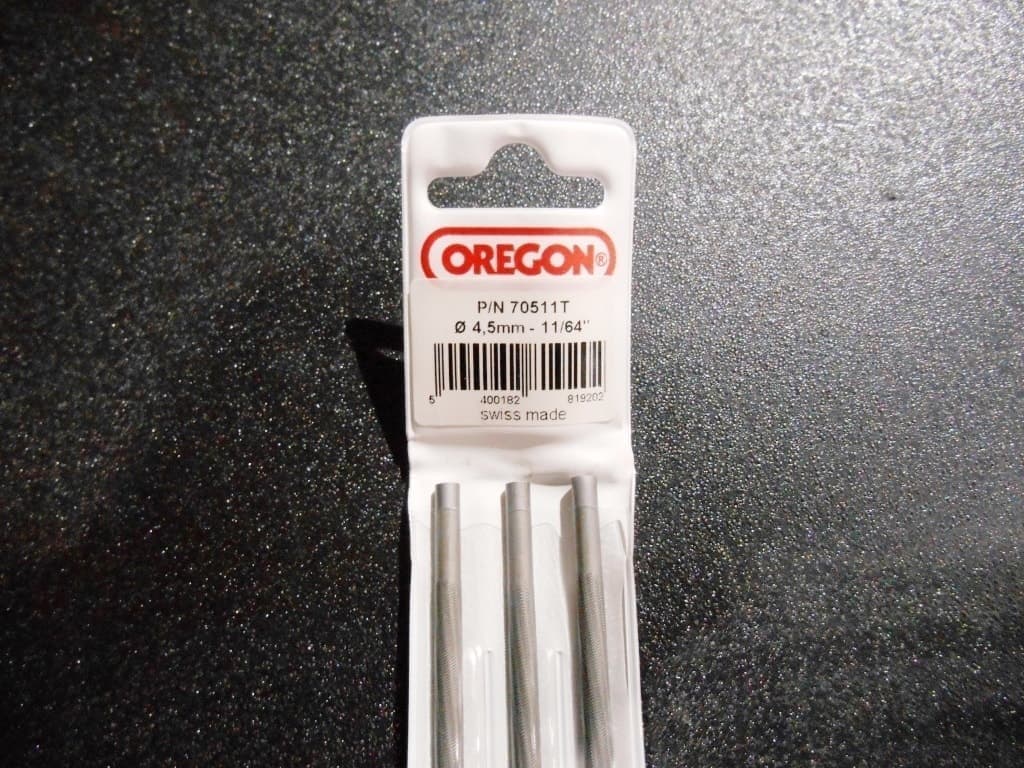 OREGON®
P/N 70511T
Ø 4,5mm - 11/64"
5 400182 819202
swiss made